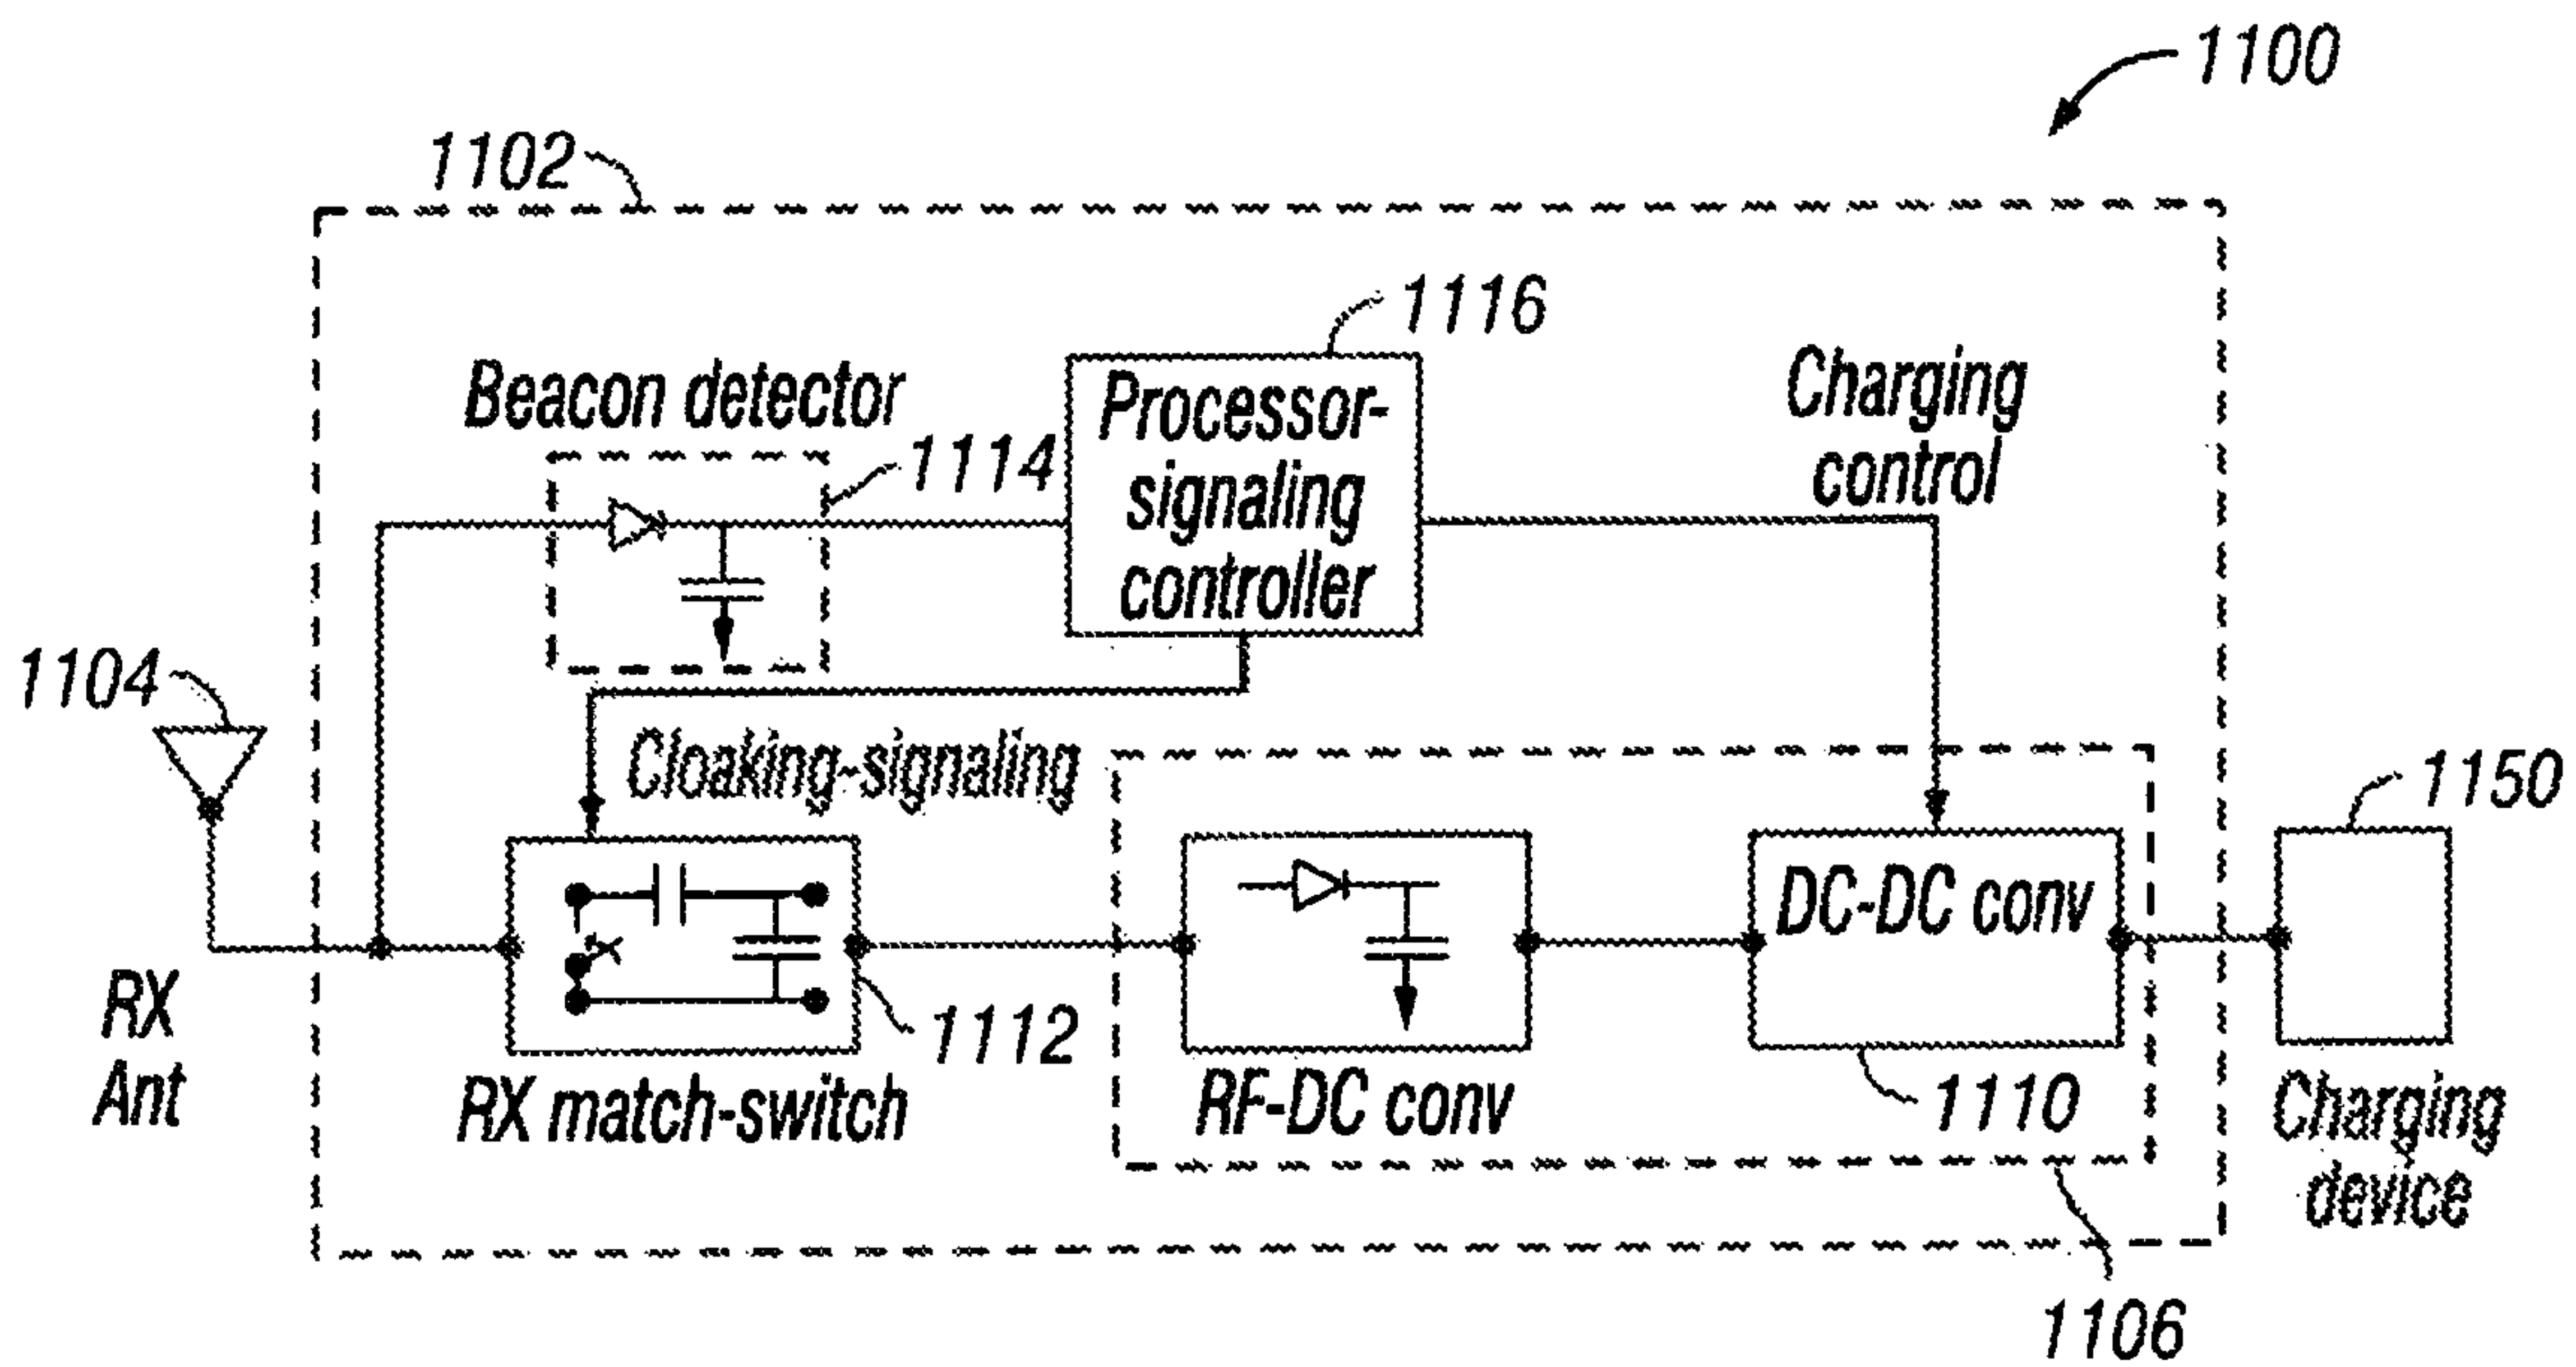 1100
1102
1116
Beacon detector
1114
Processor-
signaling
controller
Charging
control
1104
Cloaking-signaling
1150
DC-DC conv
RX
Ant
1112
RX match-switch
RF-DC conv
1110
Charging
device
1106